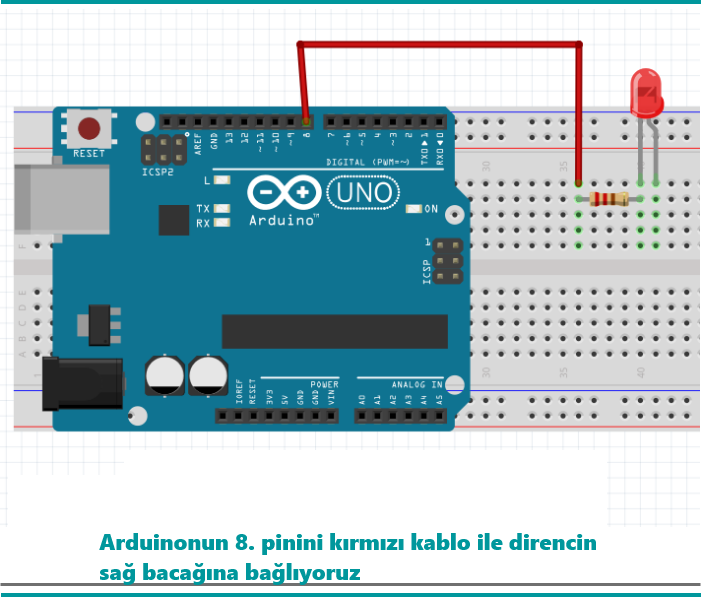 RESET
ICSP2
AREF
GND
13
12
~11
~10
~9
8
7
~6
~5
4
~3
2
TX0▶1
RX0◀0
DIGITAL (PWM=~)
L
TX
RX
UNO
Arduino™
ON
1
ICSP
30
35
F
E
D
C
B
A
1
30
35
40
IOREF
RESET
3V3
5V
GND
GND
VIN
POWER
ANALOG IN
A0
A1
A2
A3
A4
A5
Arduinonun 8. pinini kırmızı kablo ile direncin
sağ bacağına bağlıyoruz